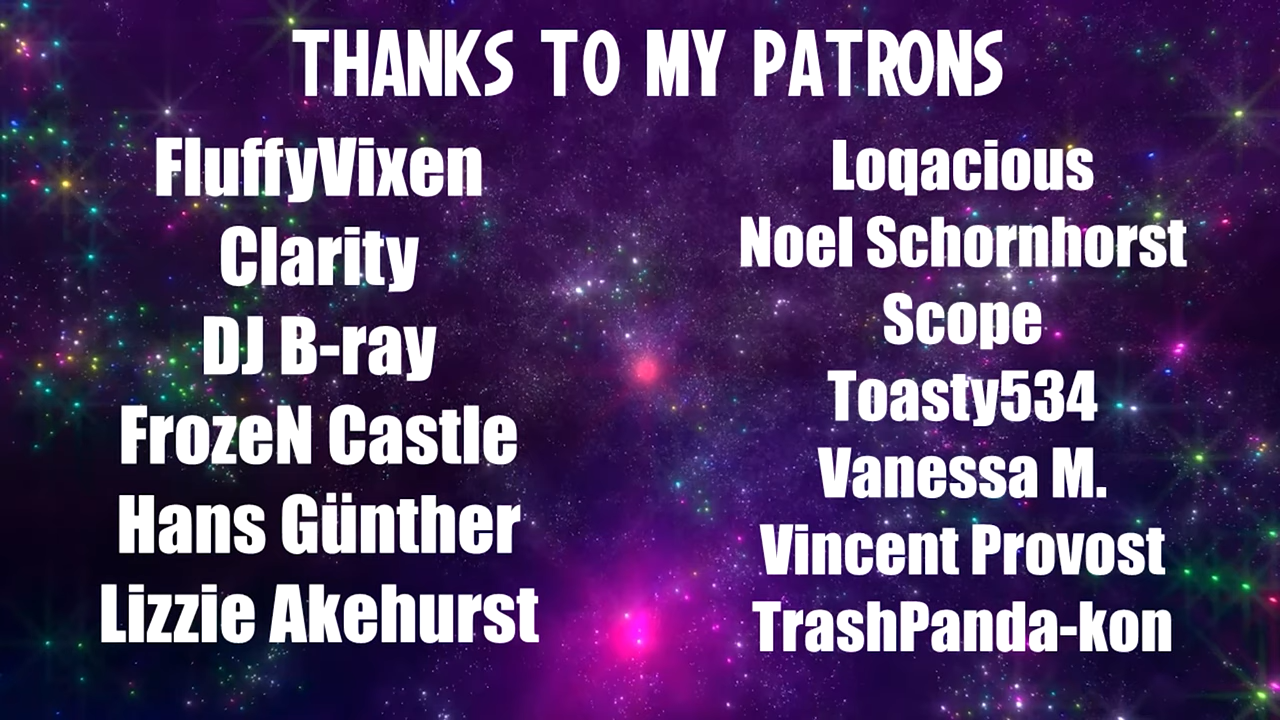 THANKS TO MY PATRONS
FluffyVixen
Clarity
DJ B-ray
FrozeN Castle
Hans Günther
Lizzie Akehurst
Loqacious
Noel Schornhorst
Scope
Toasty534
Vanessa M.
Vincent Provost
TrashPanda-kon